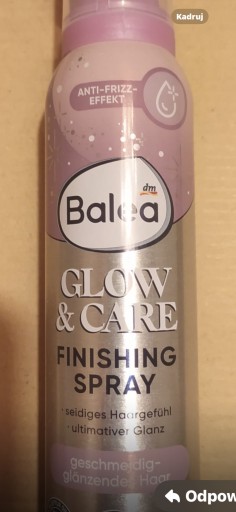 Kadruj
ANTI-FRIZZ-
EFFEKT
dm
Balea
GLOW
& CARE
FINISHING
SPRAY
· seidiges Haargefühl
· ultimativer Glanz
geschmeidig-
glänzendes Haar
Odpow